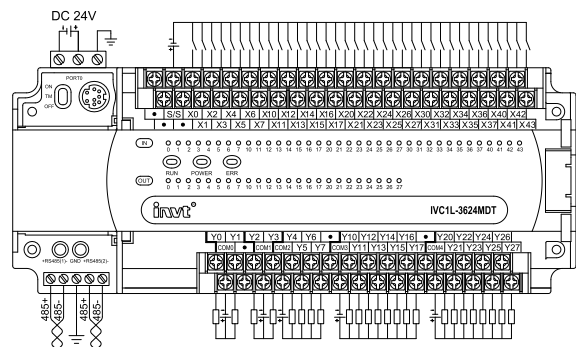 DC 24V
PORT0
ON
TM
OFF
• S/S X0 X2 X4 X6 X10 X12 X14 X16 X20 X22 X24 X26 X30 X32 X34 X36 X40 X42
• • X1 X3 X5 X7 X11 X13 X15 X17 X21 X23 X25 X27 X31 X33 X35 X37 X41 X43
IN
0 1 2 3 4 5 6 7 10 11 12 13 14 15 16 17 20 21 22 23 24 25 26 27 30 31 32 33 34 35 36 37 40 41 42 43
RUN POWER ERR
OUT 0 1 2 3 4 5 6 7 10 11 12 13 14 15 16 17 20 21 22 23 24 25 26 27
invt
IVC1L-3624MDT
Y0 Y1 Y2 Y3 Y4 Y6 • Y10 Y12 Y14 Y16 • Y20 Y22 Y24 Y26
COM0 • COM1 COM2 Y5 Y7 COM3 Y11 Y13 Y15 Y17 COM4 Y21 Y23 Y25 Y27
+RS485(1)- GND +RS485(2)-
485+ 485- 485+ 485-